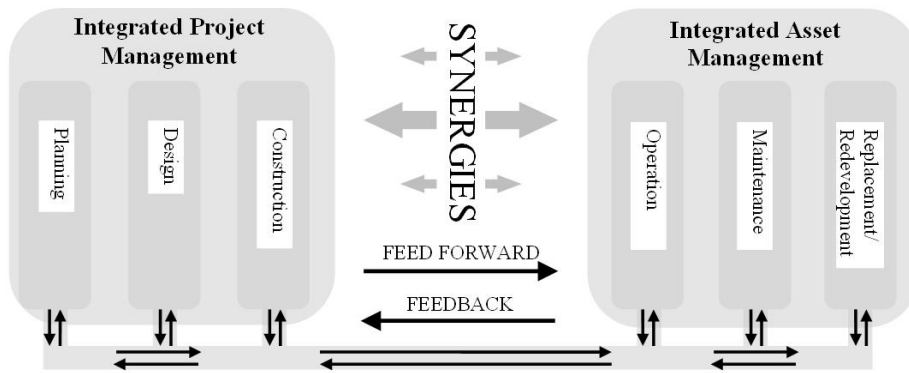 Integrated Project
Management
Planning
Design
Construction
SYNERGIES
FEED FORWARD
FEEDBACK
Integrated Asset
Management
Operation
Maintenance
Replacement/
Redevelopment